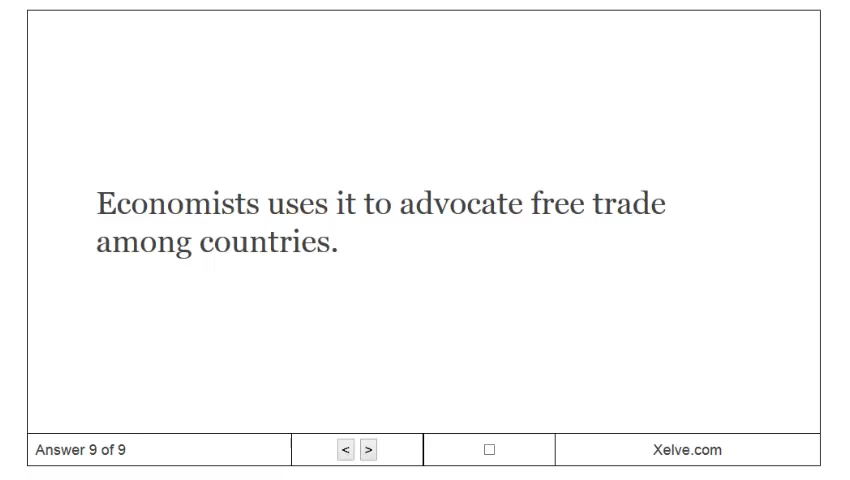 Economists uses it to advocate free trade
among countries.
Answer 9 of 9
< >
Xelve.com